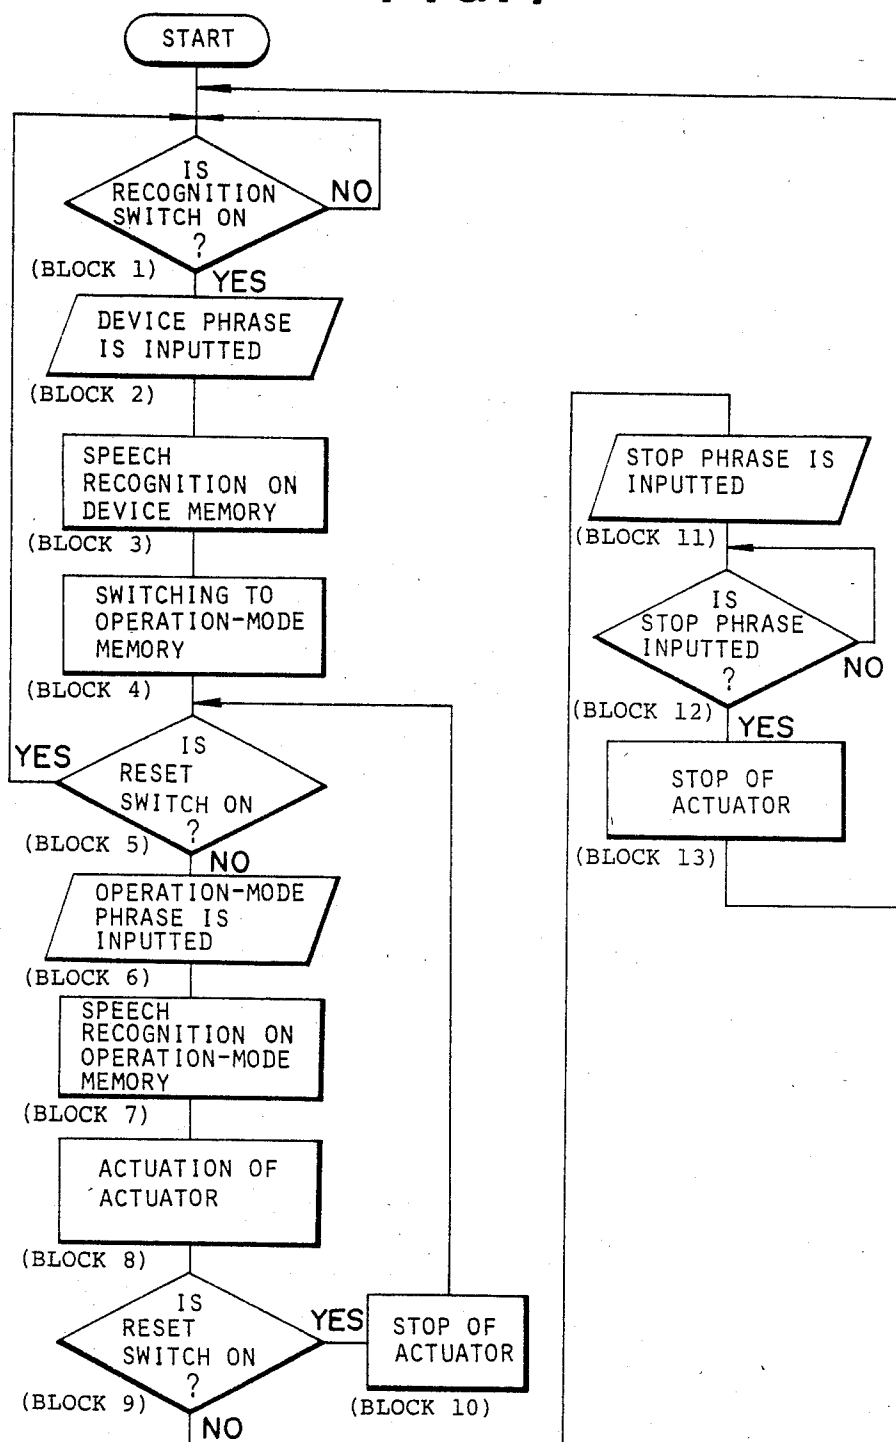 START
IS
RECOGNITION
SWITCH ON
?
NO
(BLOCK 1)
YES
DEVICE PHRASE
IS INPUTTED
(BLOCK 2)
SPEECH
RECOGNITION ON
DEVICE MEMORY
(BLOCK 3)
SWITCHING TO
OPERATION-MODE
MEMORY
(BLOCK 4)
YES
IS
RESET
SWITCH ON
?
(BLOCK 5)
NO
OPERATION-MODE
PHRASE IS
INPUTTED
(BLOCK 6)
SPEECH
RECOGNITION ON
OPERATION-MODE
MEMORY
(BLOCK 7)
ACTUATION OF
ACTUATOR
(BLOCK 8)
IS
RESET
SWITCH ON
?
YES
(BLOCK 9)
NO
STOP OF
ACTUATOR
(BLOCK 10)
STOP PHRASE IS
INPUTTED
(BLOCK 11)
IS
STOP PHRASE
INPUTTED
?
NO
(BLOCK 12)
YES
STOP OF
ACTUATOR
(BLOCK 13)